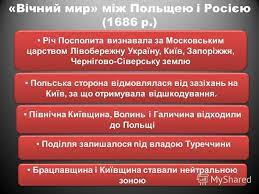 «Вічний мир» між Польщею і Росією
(1686 р.)
• Річ Посполита визнавала за Московським
царством Лівобережну Україну, Київ, Запоріжжя,
Чернігово-Сіверську землю
• Польська сторона відмовлялася від зазіхань на
Київ, за що отримувала відшкодування.
• Північна Київщина, Волинь і Галичина відходили
до Польщі
• Поділля залишалося під владою Туреччини
• Брацлавщина і Київщина ставали нейтральною
зоною
MyShared